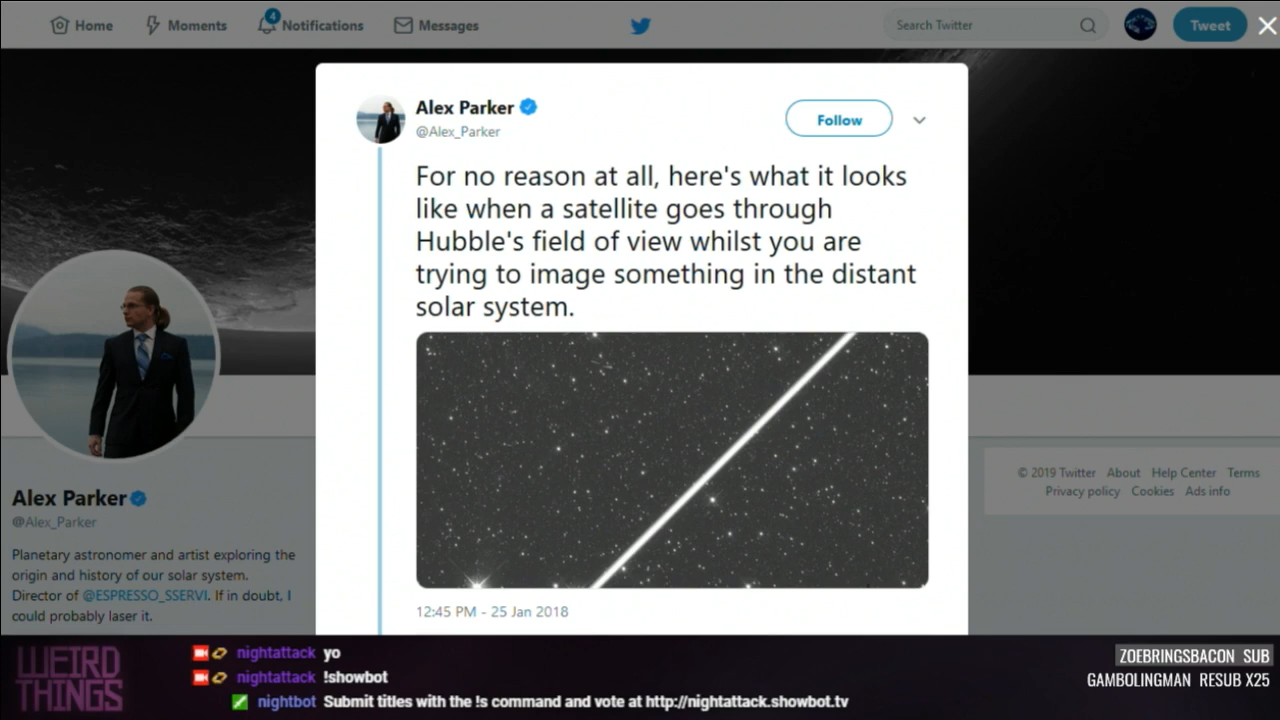 Home Moments 4 Notifications Messages Search Twitter Tweet
Alex Parker
@Alex_Parker
Follow
For no reason at all, here's what it looks
like when a satellite goes through
Hubble's field of view whilst you are
trying to image something in the distant
solar system.
12:45 PM - 25 Jan 2018
Alex Parker
@Alex_Parker
Planetary astronomer and artist exploring the
origin and history of our solar system.
Director of @ESPRESSO_SSERVI. If in doubt, I
could probably laser it.
© 2019 Twitter About Help Center Terms
Privacy policy Cookies Ads info
WEIRD
THINGS
nightattack yo
nightattack !showbot
nightbot Submit titles with the !s command and vote at http://nightattack.showbot.tv
ZOEBRINGSBACON SUB
GAMBOLINGMAN RESUB X25